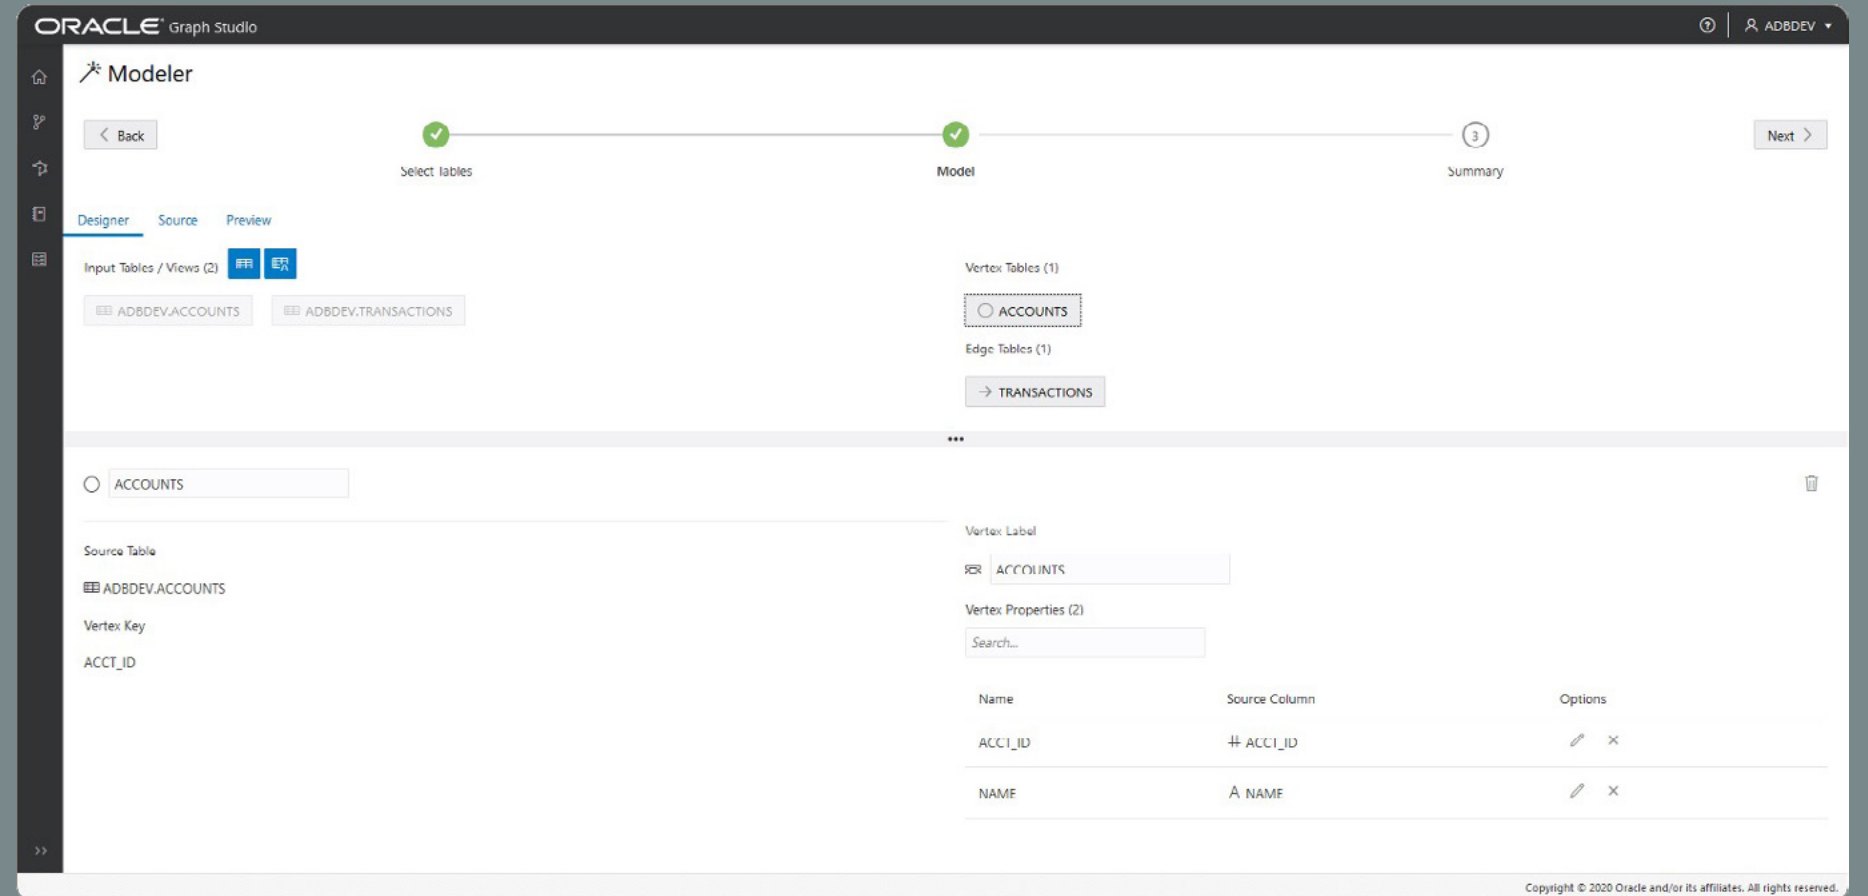 ORACLE Graph Studio
ADBDEV
Modeler
Back
Next
3
Select Tables
Model
Summary
Designer Source Preview
Input Tables / Views (2)
ADBDEV.ACCOUNTS
ADBDEV.TRANSACTIONS
Vertex Tables (1)
ACCOUNTS
Edge Tables (1)
TRANSACTIONS
ACCOUNTS
Source Table
ADBDEV.ACCOUNTS
Vertex Key
ACCT_ID
Vertex Label
ACCOUNTS
Vertex Properties (2)
Search...
Name Source Column Options
ACCT_ID # ACCT_ID
NAME A NAME
Copyright © 2020 Oracle and/or its affiliates. All rights reserved.